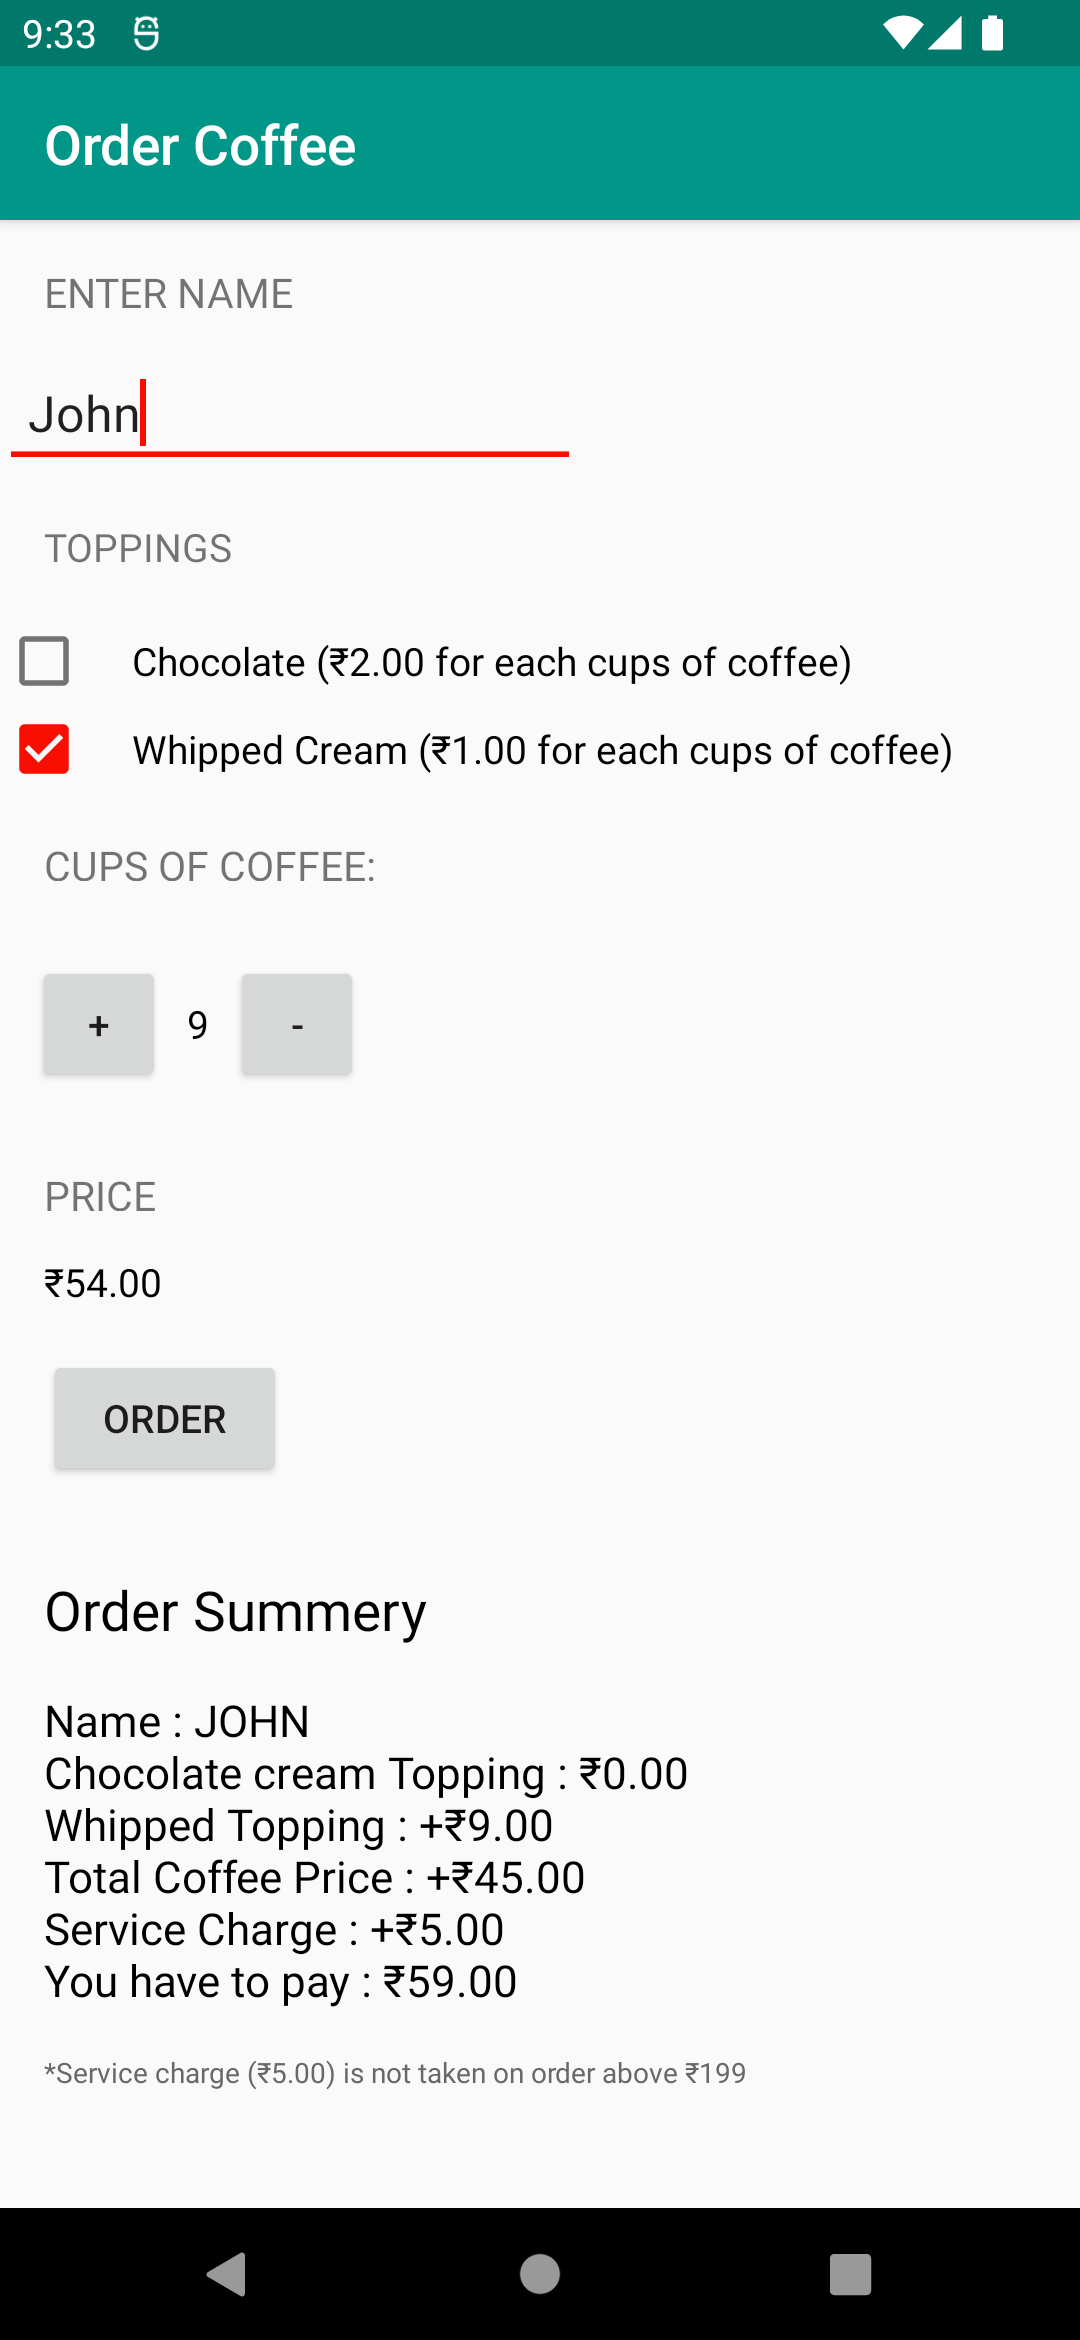 9:33
Order Coffee
ENTER NAME
John
TOPPINGS
Chocolate (₹2.00 for each cups of coffee)
Whipped Cream (₹1.00 for each cups of coffee)
CUPS OF COFFEE:
+ 9 -
PRICE
₹54.00
ORDER
Order Summery
Name : JOHN
Chocolate cream Topping : ₹0.00
Whipped Topping : +₹9.00
Total Coffee Price : +₹45.00
Service Charge : +₹5.00
You have to pay : ₹59.00
*Service charge (₹5.00) is not taken on order above ₹199